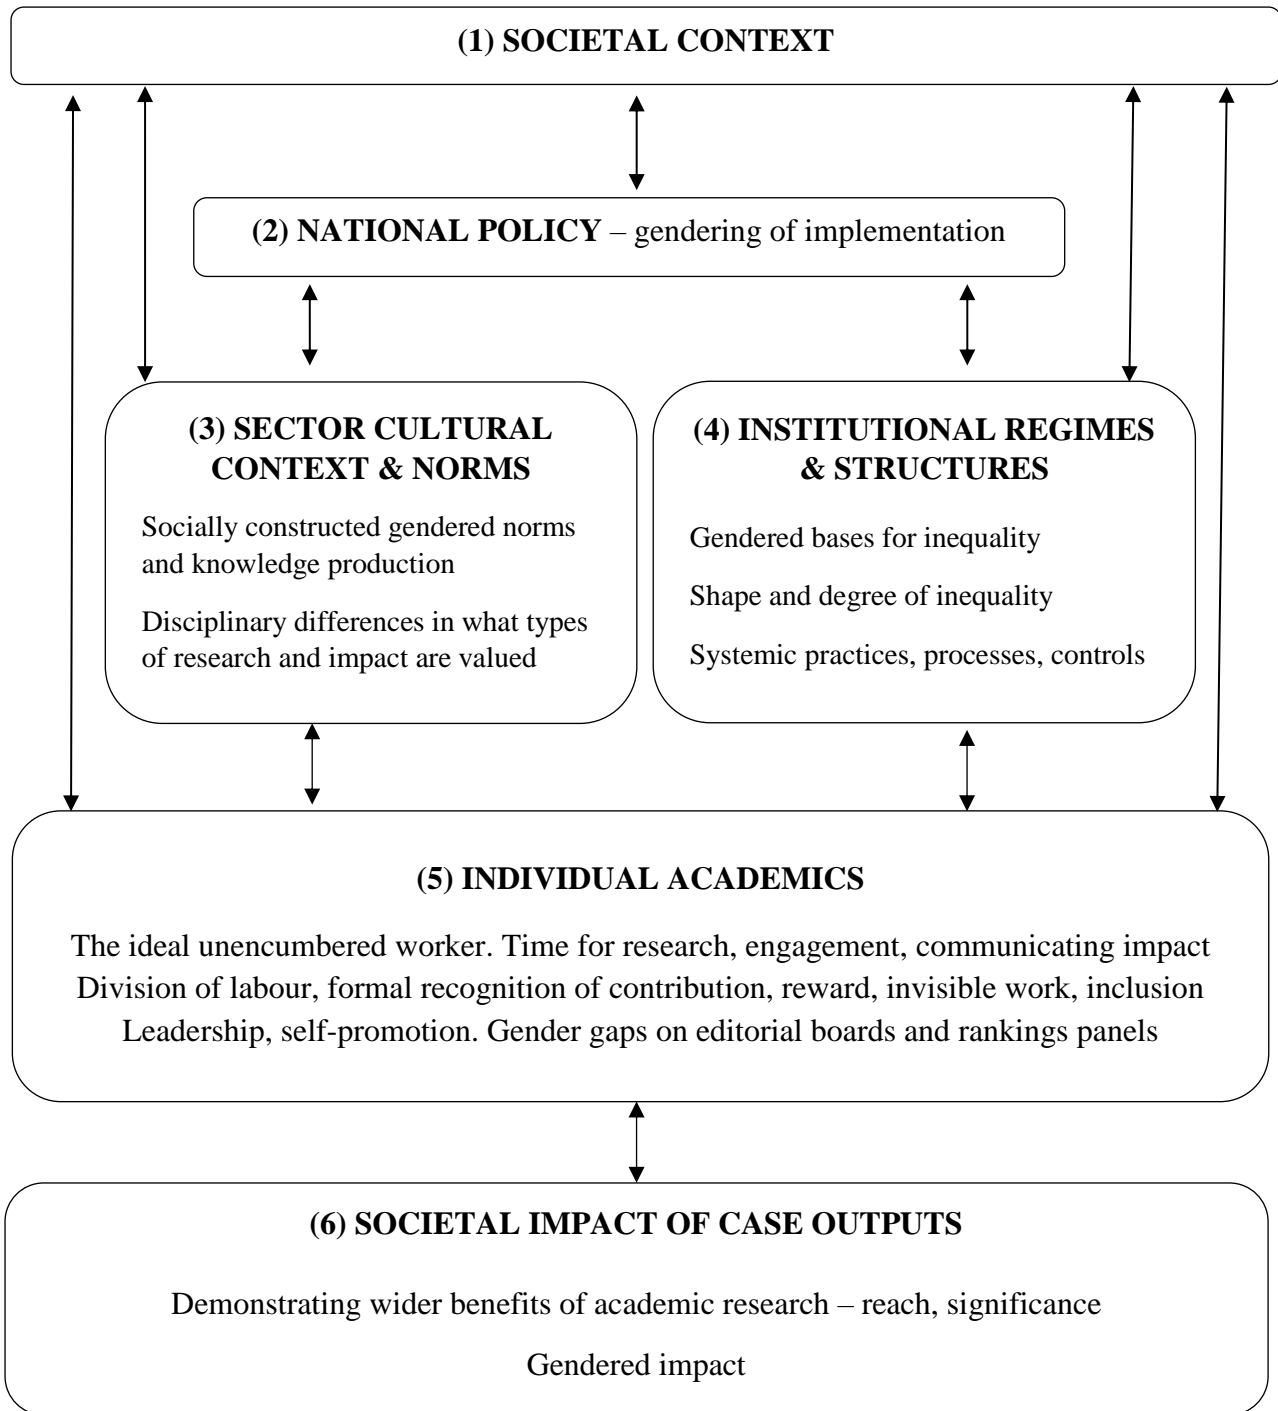 (1) SOCIETAL CONTEXT
(2) NATIONAL POLICY – gendering of implementation
(3) SECTOR CULTURAL
CONTEXT & NORMS
Socially constructed gendered norms
and knowledge production
Disciplinary differences in what types
of research and impact are valued
(4) INSTITUTIONAL REGIMES
& STRUCTURES
Gendered bases for inequality
Shape and degree of inequality
Systemic practices, processes, controls
(5) INDIVIDUAL ACADEMICS
The ideal unencumbered worker. Time for research, engagement, communicating impact
Division of labour, formal recognition of contribution, reward, invisible work, inclusion
Leadership, self-promotion. Gender gaps on editorial boards and rankings panels
(6) SOCIETAL IMPACT OF CASE OUTPUTS
Demonstrating wider benefits of academic research – reach, significance
Gendered impact